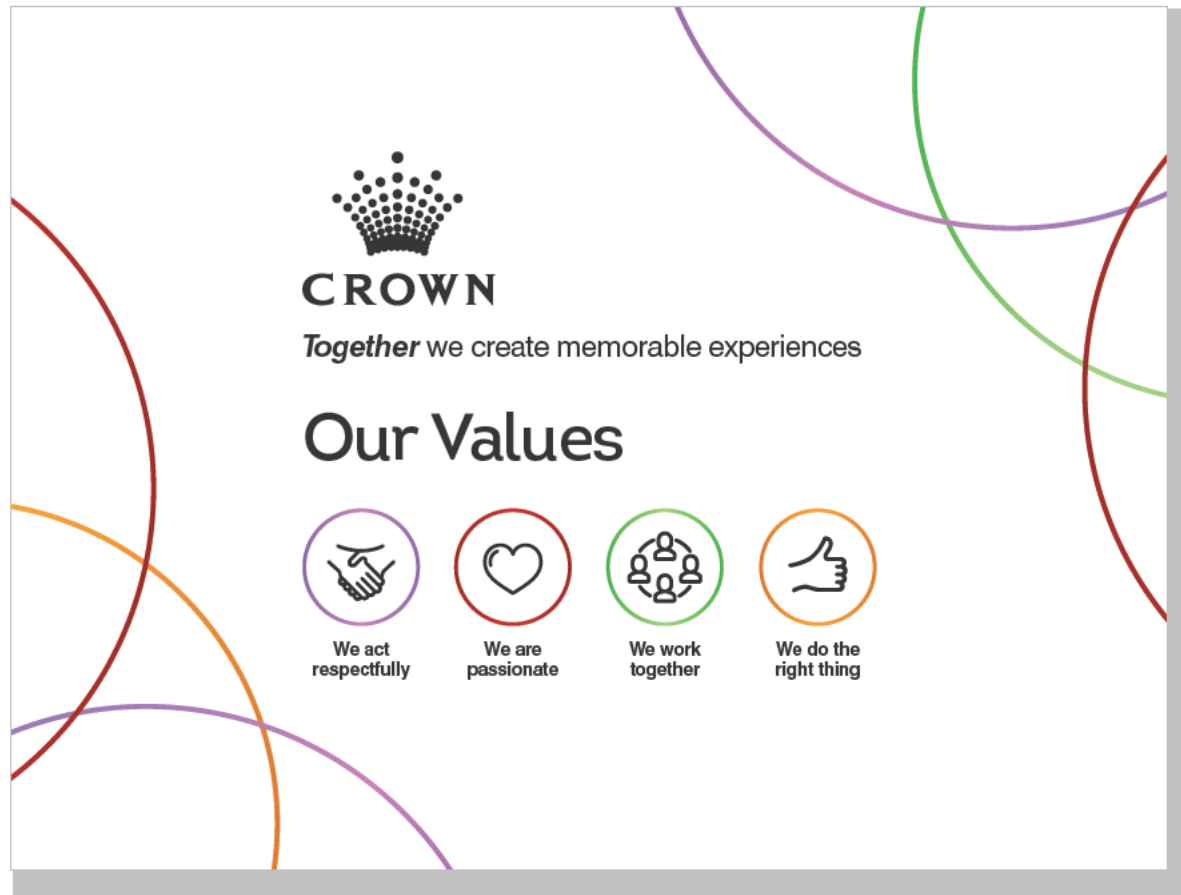 CROWN
Together we create memorable experiences
Our Values
We act
respectfully
We are
passionate
We work
together
We do the
right thing